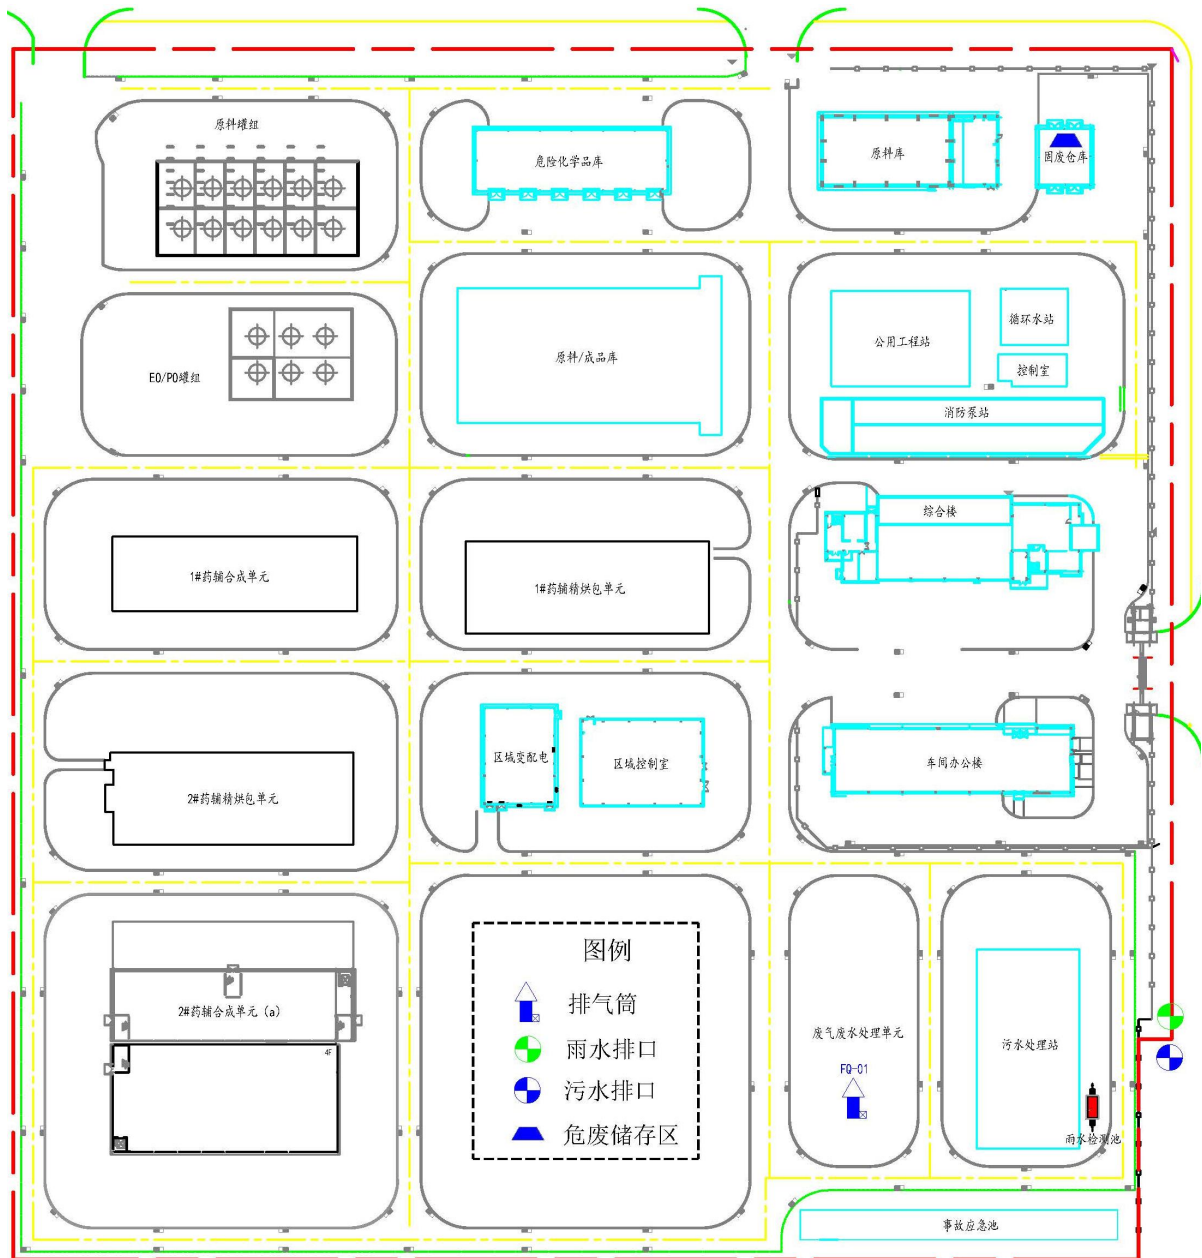 原料罐组
危险化学品库
原料库
固废仓库
EO/PO罐组
原料/成品库
公用工程站
循环水站
控制室
消防泵站
1#药辅合成单元
1#药辅精烘包单元
综合楼
2#药辅精烘包单元
区域变配电
区域控制室
车间办公楼
2#药辅合成单元 (a)
4F
图例
排气筒
雨水排口
污水排口
危废储存区
废气废水处理单元
FQ-01
污水处理站
雨水检测池
事故应急池